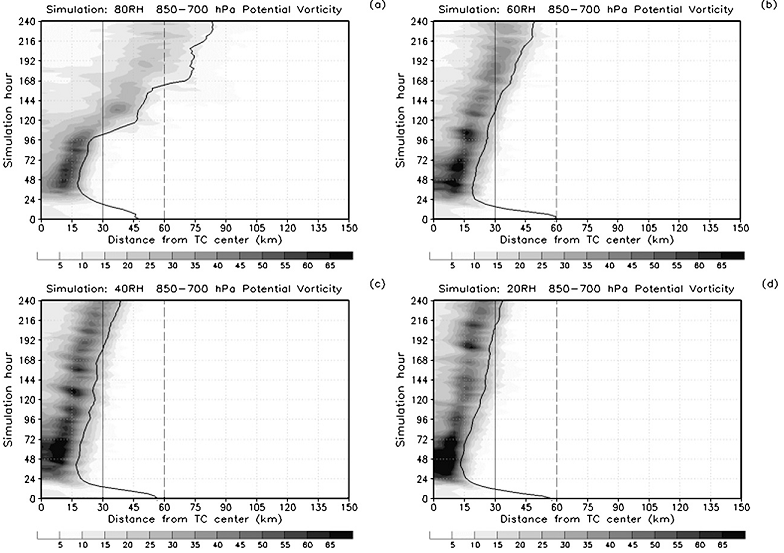 Simulation: 80RH 850-700 hPa Potential Vorticity (a)
240
216
192
168
144
120
96
72
48
24
0
Simulation hour
0 15 30 45 60 75 90 105 120 135 150
Distance from TC center (km)
5 10 15 20 25 30 35 40 45 50 55 60 65
Simulation: 60RH 850-700 hPa Potential Vorticity (b)
240
216
192
168
144
120
96
72
48
24
0
Simulation hour
0 15 30 45 60 75 90 105 120 135 150
Distance from TC center (km)
5 10 15 20 25 30 35 40 45 50 55 60 65
Simulation: 40RH 850-700 hPa Potential Vorticity (c)
240
216
192
168
144
120
96
72
48
24
0
Simulation hour
0 15 30 45 60 75 90 105 120 135 150
Distance from TC center (km)
5 10 15 20 25 30 35 40 45 50 55 60 65
Simulation: 20RH 850-700 hPa Potential Vorticity (d)
240
216
192
168
144
120
96
72
48
24
0
Simulation hour
0 15 30 45 60 75 90 105 120 135 150
Distance from TC center (km)
5 10 15 20 25 30 35 40 45 50 55 60 65